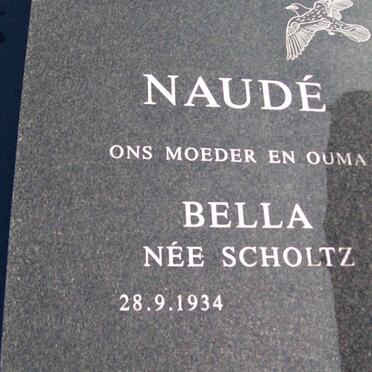 NAUDÉ
ONS MOEDER EN OUMA
BELLA
NÉE SCHOLTZ
28.9.1934